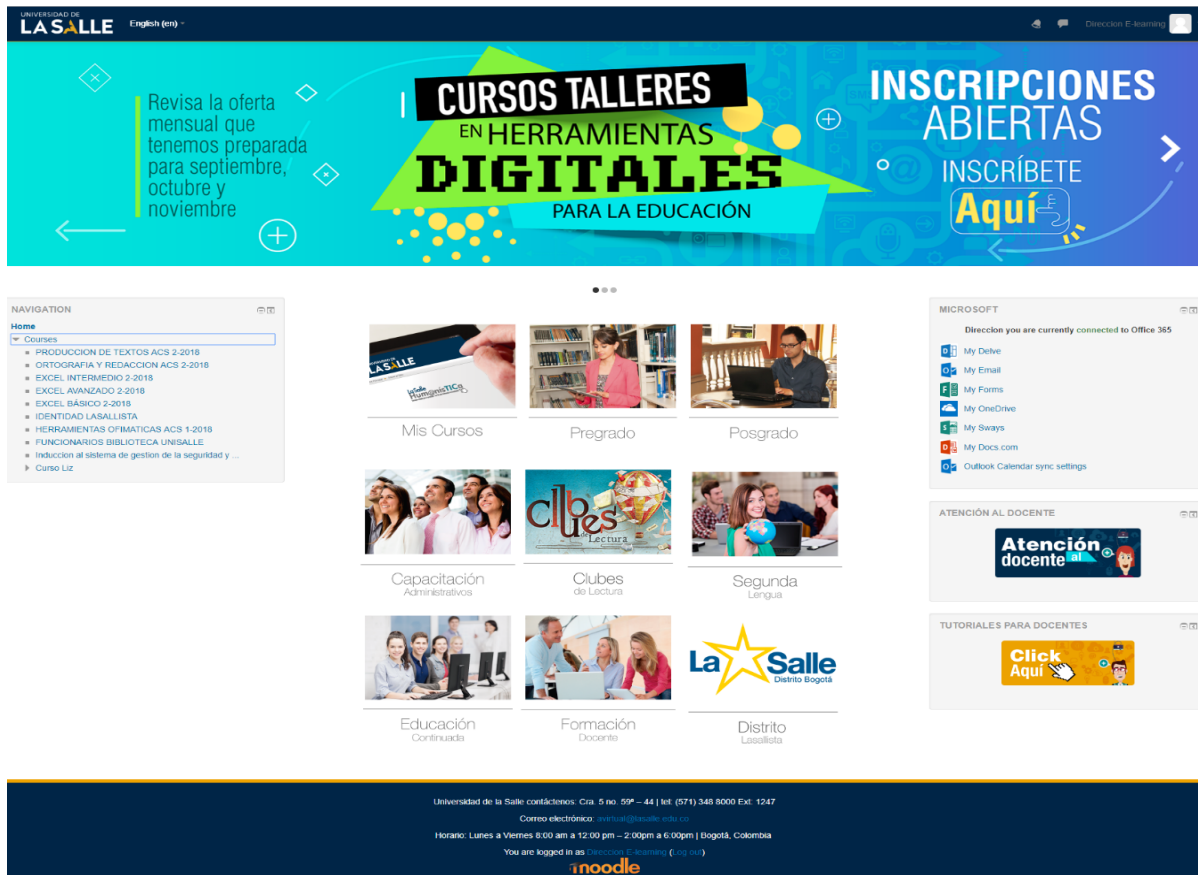 UNIVERSIDAD DE
LA SALLE
English (en)
Direccion E-learning
Revisa la oferta
mensual que
tenemos preparada
para septiembre,
octubre y
noviembre
CURSOS TALLERES
EN HERRAMIENTAS
DIGITALES
PARA LA EDUCACIÓN
INSCRIPCIONES
ABIERTAS
INSCRÍBETE
Aquí
NAVIGATION
Home
Courses
PRODUCCION DE TEXTOS ACS 2-2018
ORTOGRAFIA Y REDACCION ACS 2-2018
EXCEL INTERMEDIO 2-2018
EXCEL AVANZADO 2-2018
EXCEL BÁSICO 2-2018
IDENTIDAD LASALLISTA
HERRAMIENTAS OFIMATICAS ACS 1-2018
FUNCIONARIOS BIBLIOTECA UNISALLE
Induccion al sistema de gestion de la seguridad y ...
Curso Liz
LA SALLE
laSalle
HumanisTICa
Mis Cursos
Pregrado
Posgrado
Clubes
de Lectura
Capacitación
Administrativos
Clubes
de Lectura
Segunda
Lengua
La Salle
Distrito Bogotá
Educación
Continuada
Formación
Docente
Distrito
Lasallista
MICROSOFT
Direccion you are currently connected to Office 365
My Delve
My Email
My Forms
My OneDrive
My Sways
My Docs.com
Outlook Calendar sync settings
ATENCIÓN AL DOCENTE
Atención
docente al
TUTORIALES PARA DOCENTES
Click
Aquí
Universidad de la Salle contáctenos: Cra. 5 no. 59ª – 44 | tel: (571) 348 8000 Ext: 1247
Correo electrónico: avirtual@lasalle.edu.co
Horario: Lunes a Viernes 8:00 am a 12:00 pm – 2:00pm a 6:00pm | Bogotá, Colombia
You are logged in as Direccion E-learning (Log out)
moodle